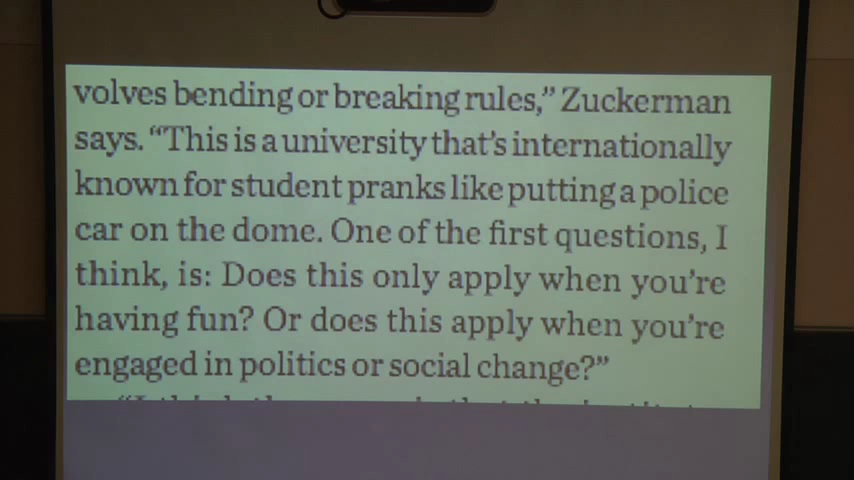 volves bending or breaking rules,” Zuckerman
says. “This is a university that’s internationally
known for student pranks like putting a police
car on the dome. One of the first questions, I
think, is: Does this only apply when you’re
having fun? Or does this apply when you’re
engaged in politics or social change?”